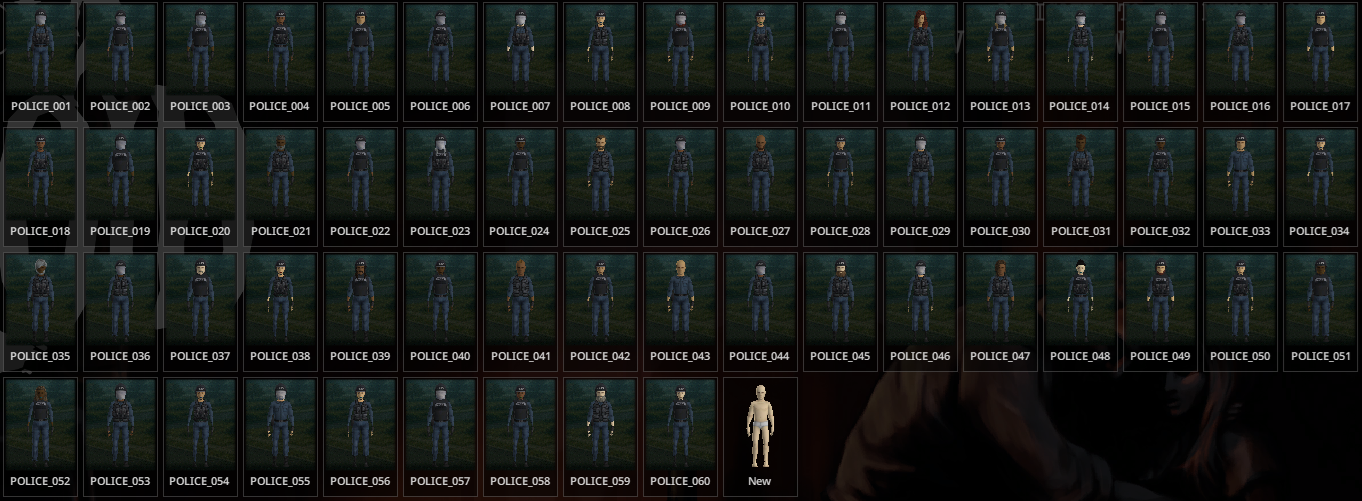 POLICE_001 POLICE_002 POLICE_003 POLICE_004 POLICE_005 POLICE_006 POLICE_007 POLICE_008 POLICE_009 POLICE_010 POLICE_011 POLICE_012 POLICE_013 POLICE_014 POLICE_015 POLICE_016 POLICE_017
POLICE_018 POLICE_019 POLICE_020 POLICE_021 POLICE_022 POLICE_023 POLICE_024 POLICE_025 POLICE_026 POLICE_027 POLICE_028 POLICE_029 POLICE_030 POLICE_031 POLICE_032 POLICE_033 POLICE_034
POLICE_035 POLICE_036 POLICE_037 POLICE_038 POLICE_039 POLICE_040 POLICE_041 POLICE_042 POLICE_043 POLICE_044 POLICE_045 POLICE_046 POLICE_047 POLICE_048 POLICE_049 POLICE_050 POLICE_051
POLICE_052 POLICE_053 POLICE_054 POLICE_055 POLICE_056 POLICE_057 POLICE_058 POLICE_059 POLICE_060 New